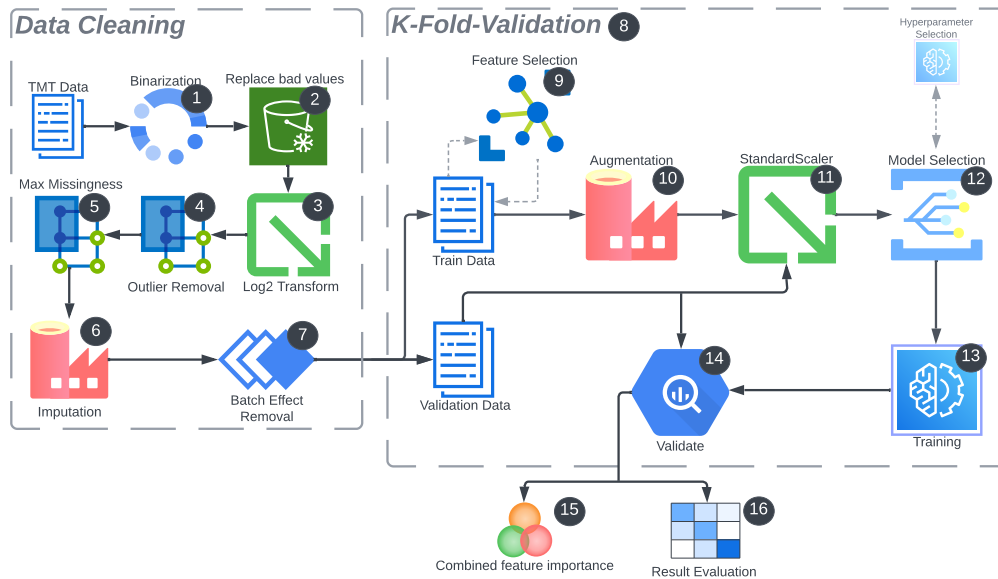 Data Cleaning
TMT Data
Binarization
1
Replace bad values
2
Max Missingness
5
4
3
Outlier Removal
Log2 Transform
6
Imputation
7
Batch Effect
Removal
K-Fold-Validation
8
Hyperparameter
Selection
Feature Selection
9
Augmentation
10
StandardScaler
11
Model Selection
12
Train Data
Validation Data
14
Validate
13
Training
15
Combined feature importance
16
Result Evaluation